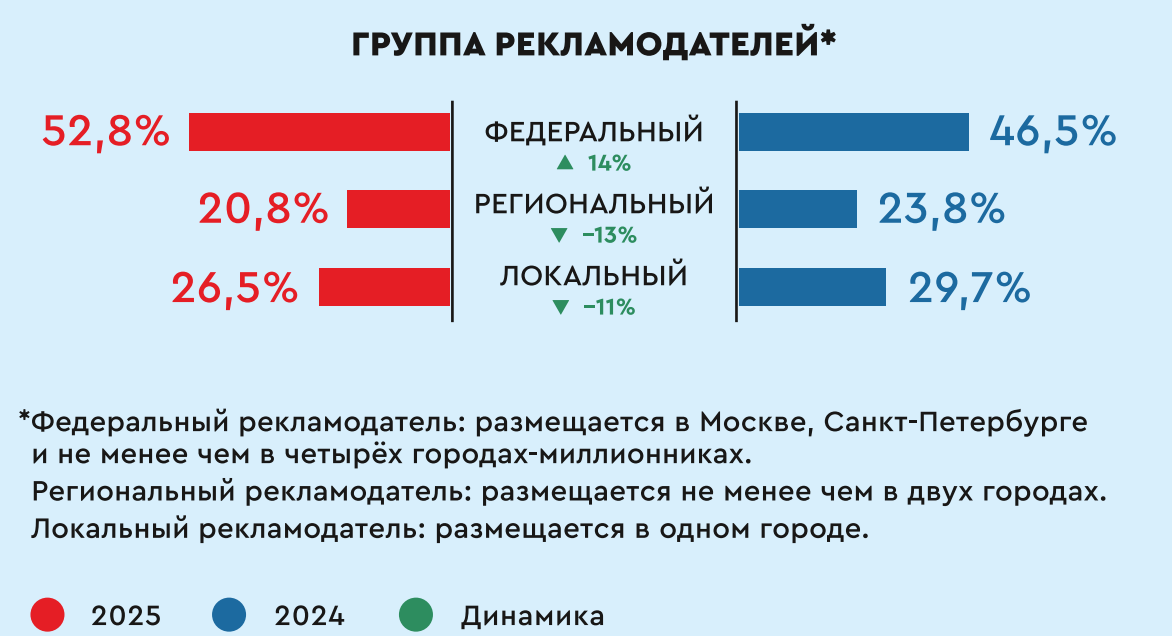 ГРУППА РЕКЛАМОДАТЕЛЕЙ*
52,8% ФЕДЕРАЛЬНЫЙ 46,5%
▲ 14%
20,8% РЕГИОНАЛЬНЫЙ 23,8%
▼ –13%
26,5% ЛОКАЛЬНЫЙ 29,7%
▼ –11%
*Федеральный рекламодатель: размещается в Москве, Санкт-Петербурге
и не менее чем в четырёх городах-миллионниках.
Региональный рекламодатель: размещается не менее чем в двух городах.
Локальный рекламодатель: размещается в одном городе.
2025 2024 Динамика